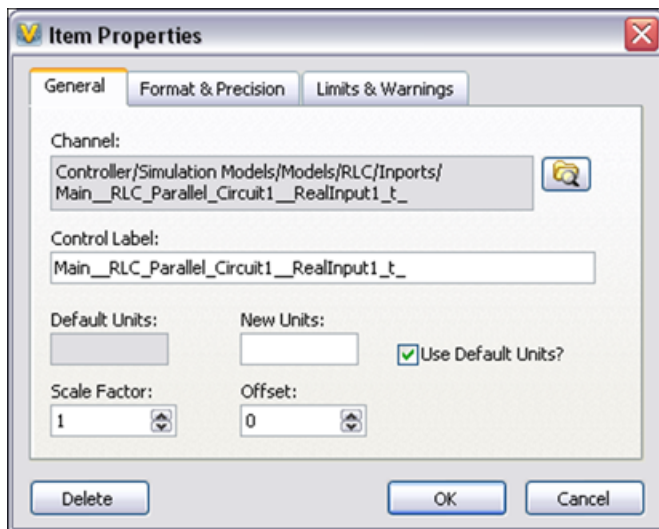 Item Properties
General Format & Precision Limits & Warnings
Channel:
Controller/Simulation Models/Models/RLC/Inports/
Main__RLC_Parallel_Circuit1__RealInput1_t_
Control Label:
Main__RLC_Parallel_Circuit1__RealInput1_t_
Default Units: New Units:
Use Default Units?
Scale Factor: Offset:
1 0
Delete OK Cancel